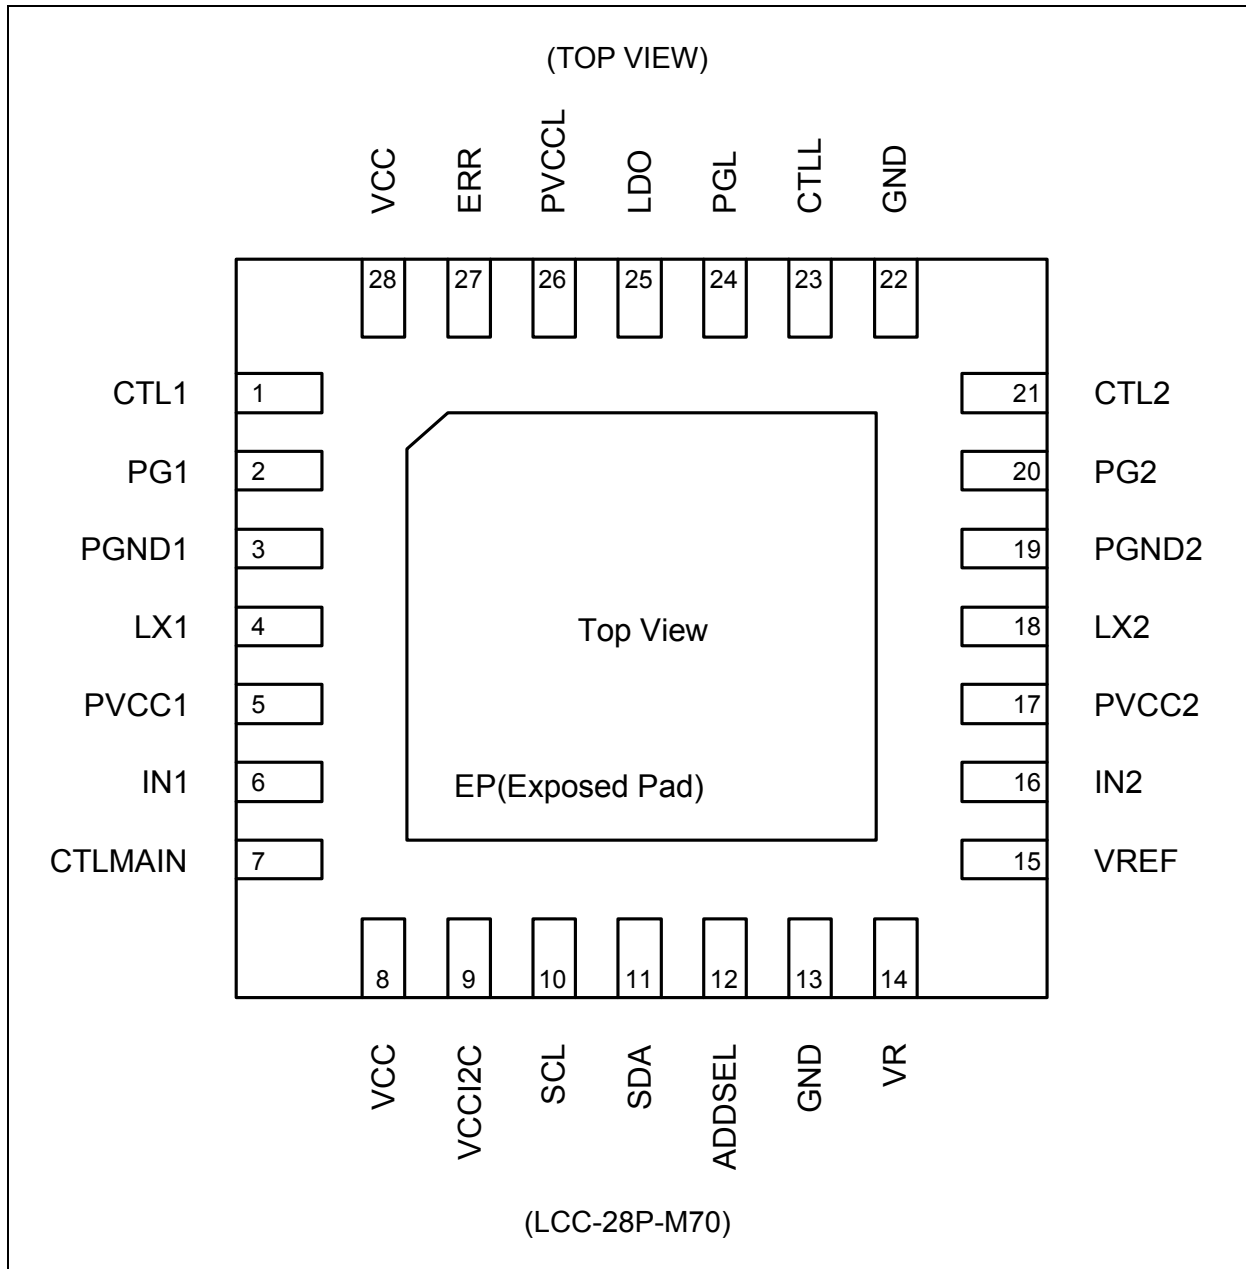 (TOP VIEW)
VCC
ERR
PVCCL
LDO
PGL
CTLL
GND
28
27
26
25
24
23
22
CTL1
1
21
CTL2
PG1
2
20
PG2
PGND1
3
19
PGND2
LX1
4
Top View
18
LX2
PVCC1
5
17
PVCC2
IN1
6
EP(Exposed Pad)
16
IN2
CTLMAIN
7
15
VREF
8
9
10
11
12
13
14
VCC
VCCI2C
SCL
SDA
ADDSEL
GND
VR
(LCC-28P-M70)